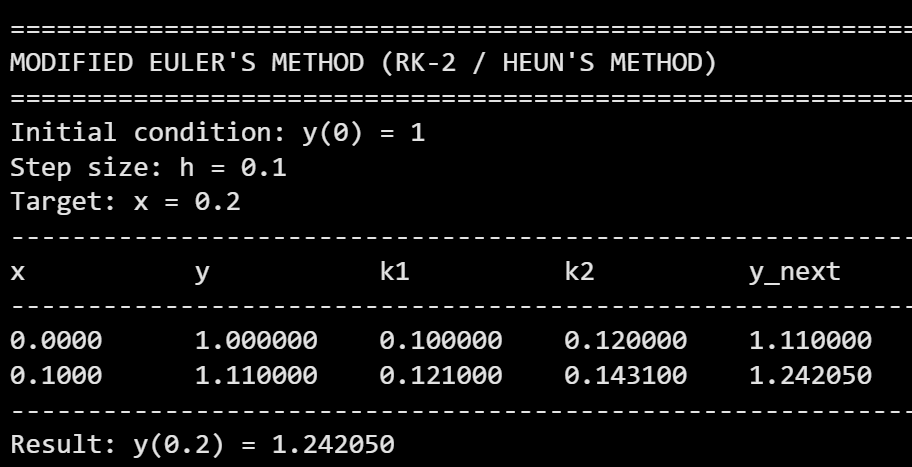 ============================================================
MODIFIED EULER'S METHOD (RK-2 / HEUN'S METHOD)
============================================================
Initial condition: y(0) = 1
Step size: h = 0.1
Target: x = 0.2
------------------------------------------------------------
x           y           k1          k2          y_next
------------------------------------------------------------
0.0000      1.000000    0.100000    0.120000    1.110000
0.1000      1.110000    0.121000    0.143100    1.242050
------------------------------------------------------------
Result: y(0.2) = 1.242050